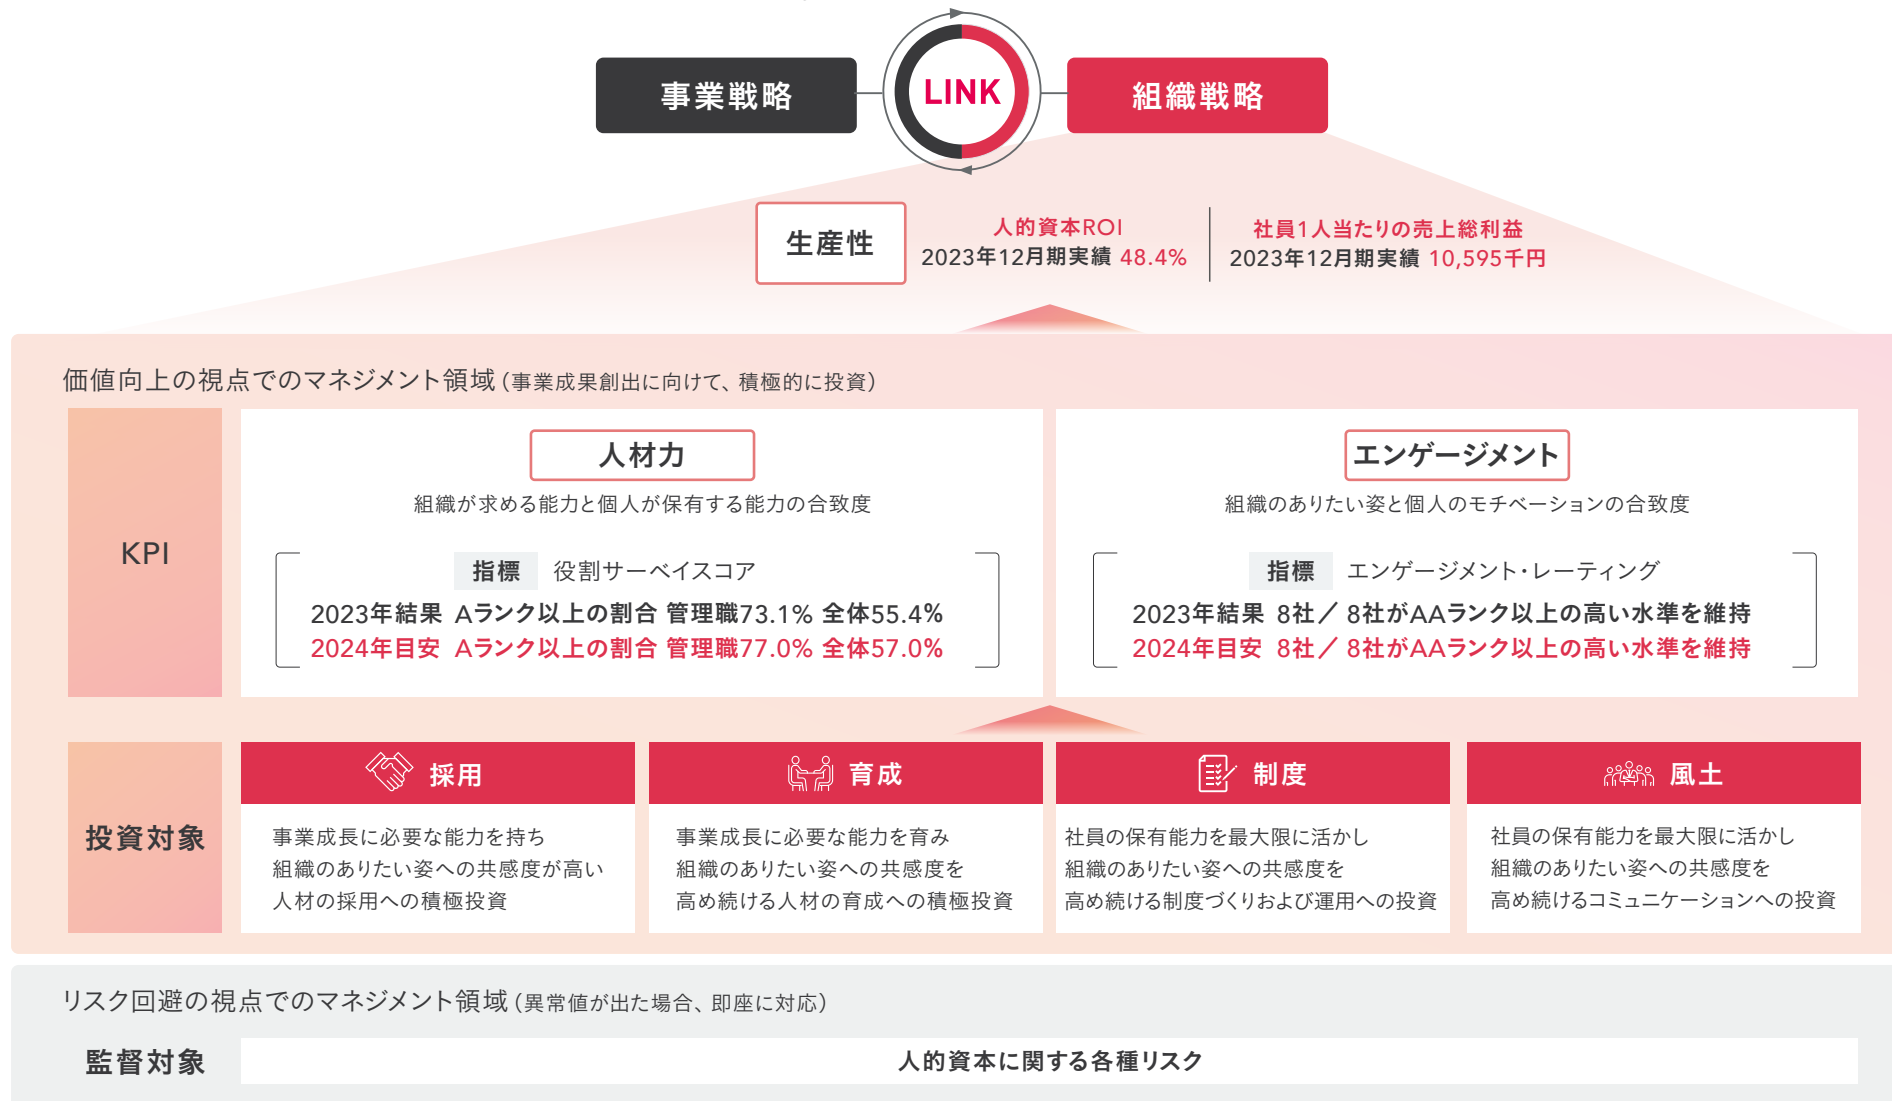 事業戦略
LINK
組織戦略
生産性
人的資本ROI
2023年12月期実績 48.4%
社員1人当たりの売上総利益
2023年12月期実績 10,595千円
価値向上の視点でのマネジメント領域（事業成果創出に向けて、積極的に投資）
KPI
人材力
組織が求める能力と個人が保有する能力の合致度
指標 役割サーベイスコア
2023年結果 Aランク以上の割合 管理職73.1% 全体55.4%
2024年目安 Aランク以上の割合 管理職77.0% 全体57.0%
エンゲージメント
組織のありたい姿と個人のモチベーションの合致度
指標 エンゲージメント・レーティング
2023年結果 8社／8社がAAランク以上の高い水準を維持
2024年目安 8社／8社がAAランク以上の高い水準を維持
投資対象
採用
事業成長に必要な能力を持ち
組織のありたい姿への共感度が高い
人材の採用への積極投資
育成
事業成長に必要な能力を育み
組織のありたい姿への共感度を
高め続ける人材の育成への積極投資
制度
社員の保有能力を最大限に活かし
組織のありたい姿への共感度を
高め続ける制度づくりおよび運用への投資
風土
社員の保有能力を最大限に活かし
組織のありたい姿への共感度を
高め続けるコミュニケーションへの投資
リスク回避の視点でのマネジメント領域（異常値が出た場合、即座に対応）
監督対象
人的資本に関する各種リスク